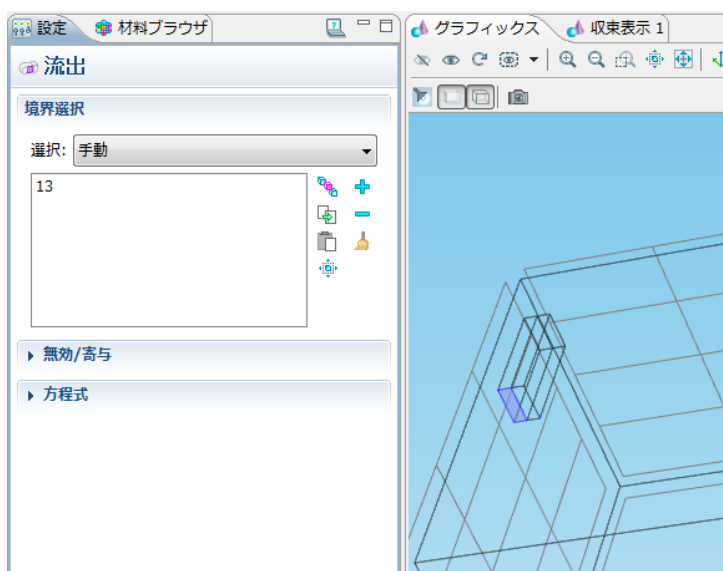 設定
材料ブラウザ
流出
境界選択
選択: 手動
13
無効/寄与
方程式
グラフィックス
収束表示 1